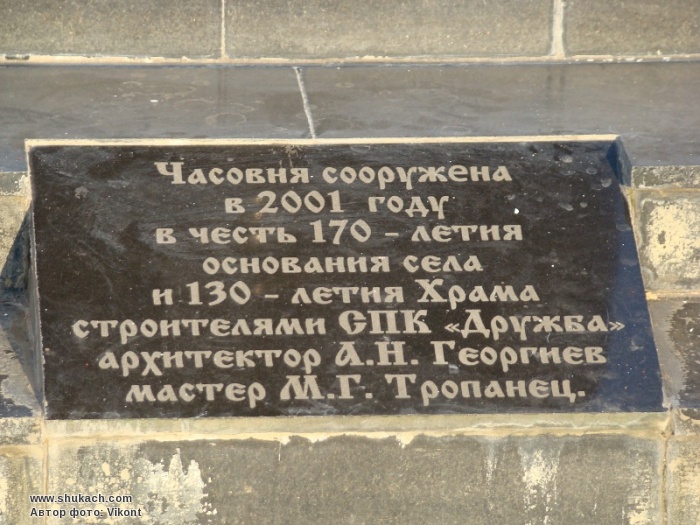 Часовня сооружена
в 2001 году
в честь 170 - летия
основания села
и 130 - летия Храма
строителями СПК «Дружба»
архитектор А.Н. Георгиев
мастер М.Г. Тропанец.
www.shukach.com
Автор фото: Vikont